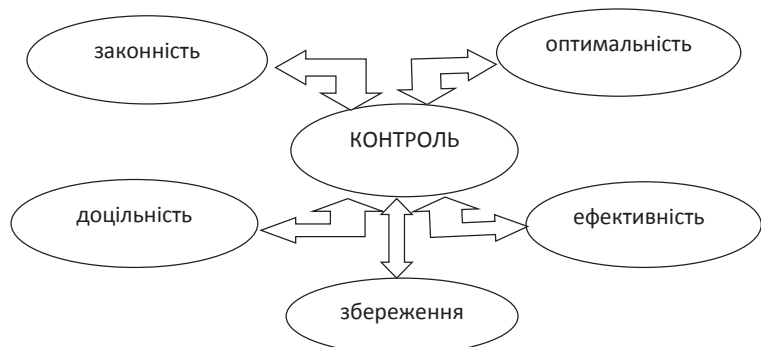 законність
оптимальність
КОНТРОЛЬ
доцільність
ефективність
збереження